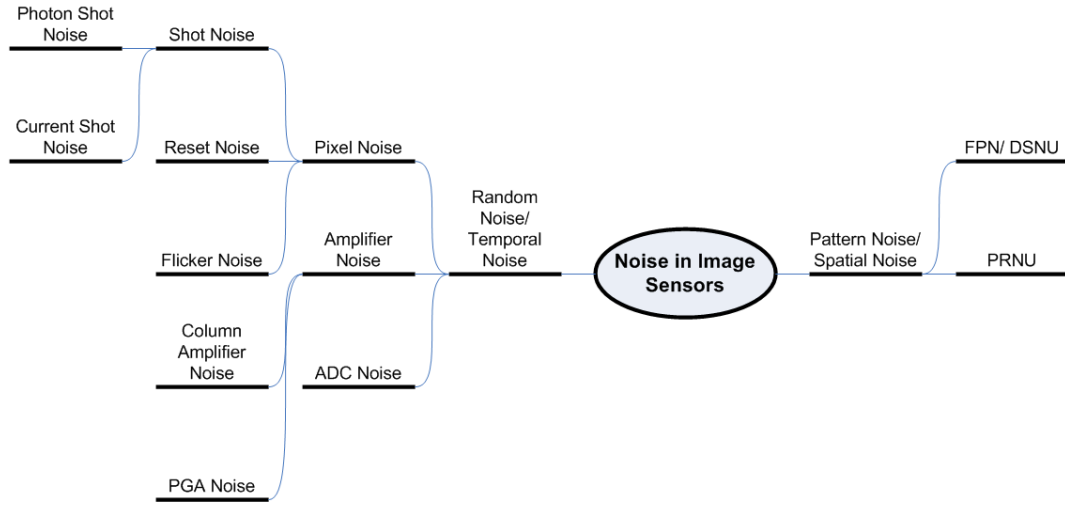 Photon Shot
Noise
Shot Noise
Current Shot
Noise
Reset Noise
Pixel Noise
FPN/ DSNU
Random
Noise/
Temporal
Noise
Flicker Noise
Amplifier
Noise
Noise in Image
Sensors
Pattern Noise/
Spatial Noise
PRNU
Column
Amplifier
Noise
ADC Noise
PGA Noise